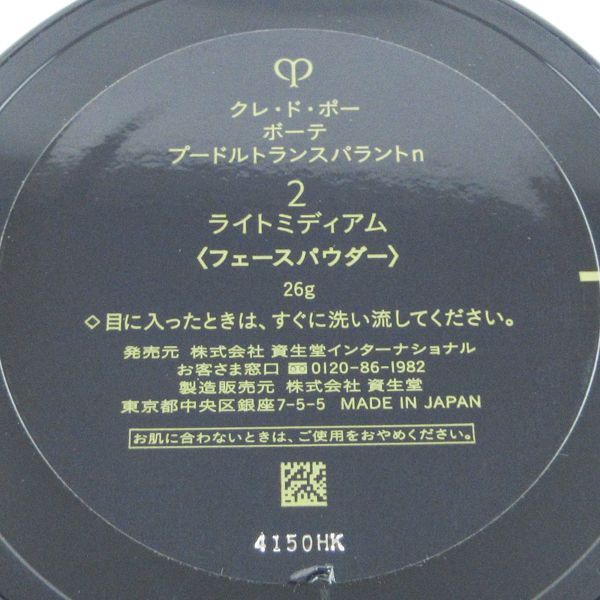 クレ・ド・ポー
ボーテ
プードルトランスパラントn
2
ライトミディアム
〈フェースパウダー〉
26g
◇目に入ったときは、すぐに洗い流してください。
発売元 株式会社 資生堂インターナショナル
お客さま窓口 0120-86-1982
製造販売元 株式会社 資生堂
東京都中央区銀座7-5-5 MADE IN JAPAN
お肌に合わないときは、ご使用をおやめください。
4150HK